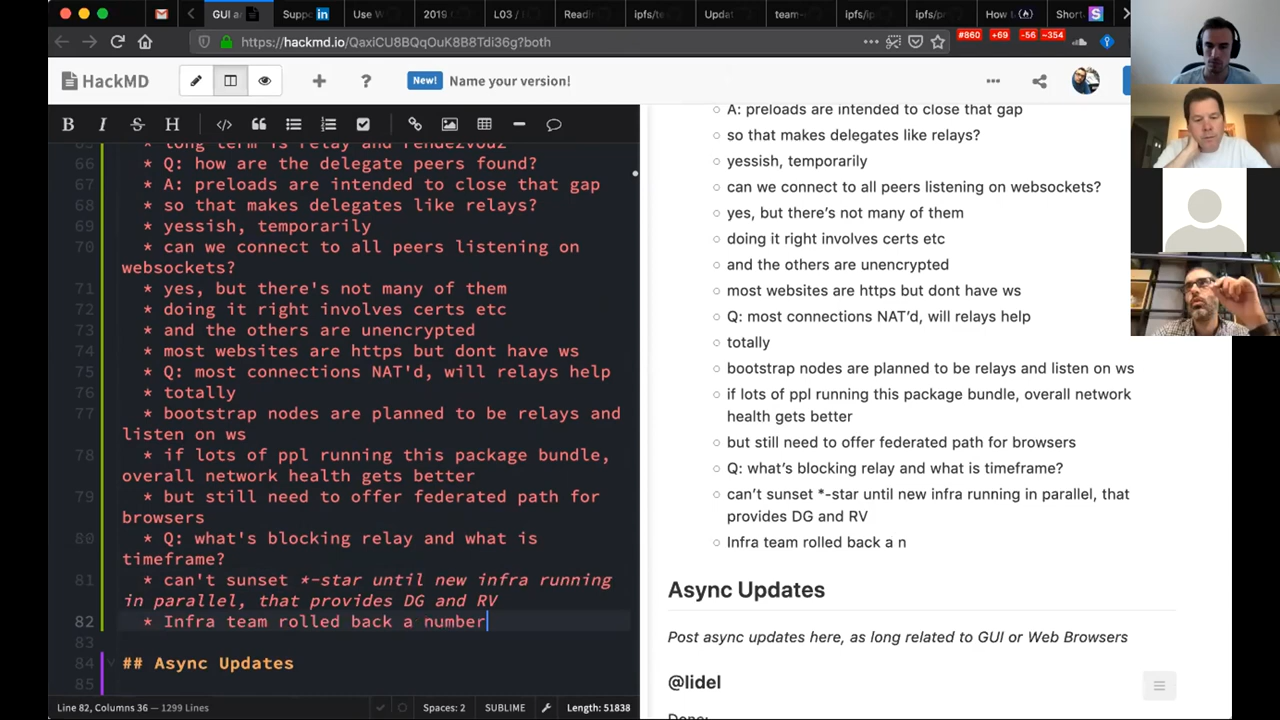 GUI an
Suppo
Use W
2019
L03 /
Readi
ipfs/te
Updat
team-
ipfs/ip
ipfs/p
How t
Short
https://hackmd.io/QaxiCU8BQqOuK8B8Tdi36g?both
#860 +69 -56 ~354
HackMD
New! Name your version!
66 * Q: how are the delegate peers found?
67 * A: preloads are intended to close that gap
68 * so that makes delegates like relays?
69 * yessish, temporarily
70 * can we connect to all peers listening on
websockets?
71 * yes, but there's not many of them
72 * doing it right involves certs etc
73 * and the others are unencrypted
74 * most websites are https but dont have ws
75 * Q: most connections NAT'd, will relays help
76 * totally
77 * bootstrap nodes are planned to be relays and
listen on ws
78 * if lots of ppl running this package bundle,
overall network health gets better
79 * but still need to offer federated path for
browsers
80 * Q: what's blocking relay and what is
timeframe?
81 * can't sunset *-star until new infra running
in parallel, that provides DG and RV
82 * Infra team rolled back a number
83
84 ## Async Updates
85
Line 82, Columns 36 — 1299 Lines
Spaces: 2
SUBLIME
Length: 51838
A: preloads are intended to close that gap
so that makes delegates like relays?
yessish, temporarily
can we connect to all peers listening on websockets?
yes, but there's not many of them
doing it right involves certs etc
and the others are unencrypted
most websites are https but dont have ws
Q: most connections NAT'd, will relays help
totally
bootstrap nodes are planned to be relays and listen on ws
if lots of ppl running this package bundle, overall network
health gets better
but still need to offer federated path for browsers
Q: what's blocking relay and what is timeframe?
can't sunset *-star until new infra running in parallel, that
provides DG and RV
Infra team rolled back a n
Async Updates
Post async updates here, as long related to GUI or Web Browsers
@lidel